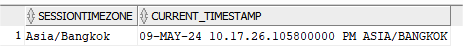 SESSIONTIMEZONE CURRENT_TIMESTAMP
1 Asia/Bangkok 09-MAY-24 10.17.26.105800000 PM ASIA/BANGKOK